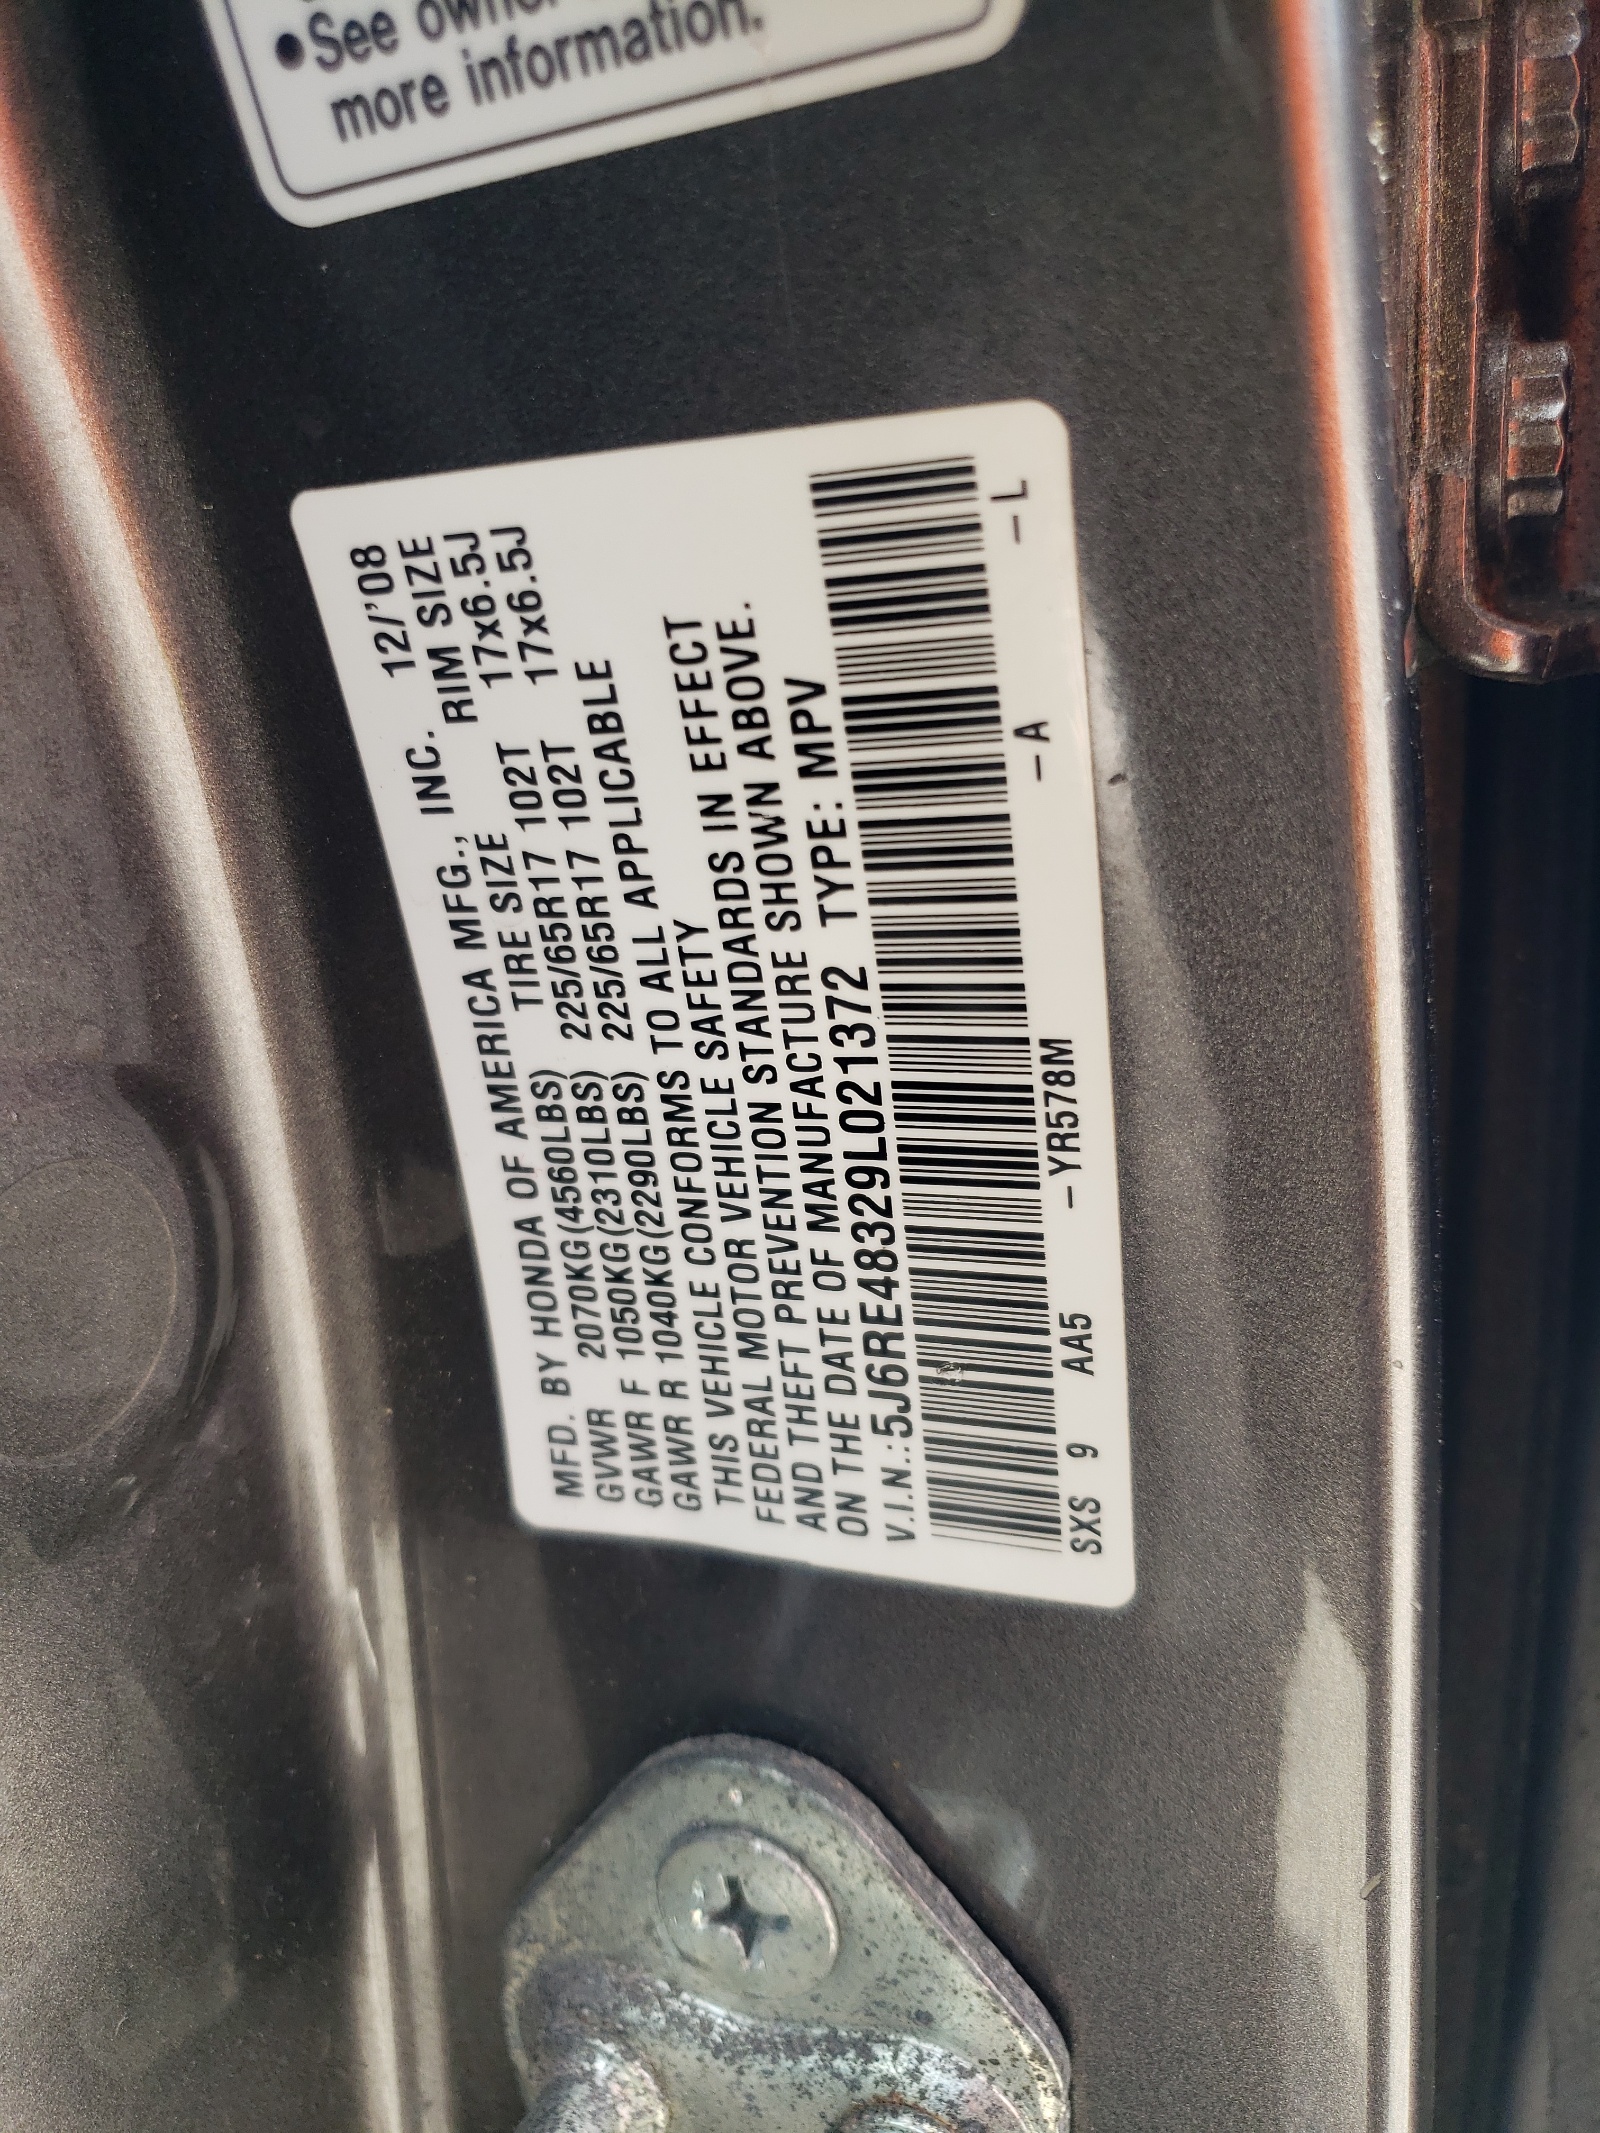 •See
more information.
MFD. BY HONDA OF AMERICA MFG., INC. 12/'08
TIRE SIZE RIM SIZE
GVWR 2070KG(4560LBS) 225/65R17 102T 17x6.5J
GAWR F 1050KG(2310LBS) 225/65R17 102T 17x6.5J
GAWR R 1040KG(2290LBS)
THIS VEHICLE CONFORMS TO ALL APPLICABLE
FEDERAL MOTOR VEHICLE SAFETY
AND THEFT PREVENTION STANDARDS IN EFFECT
ON THE DATE OF MANUFACTURE SHOWN ABOVE.
V.I.N.:5J6RE48329L021372 TYPE: MPV
SXS 9 AA5 –YR578M –A –L